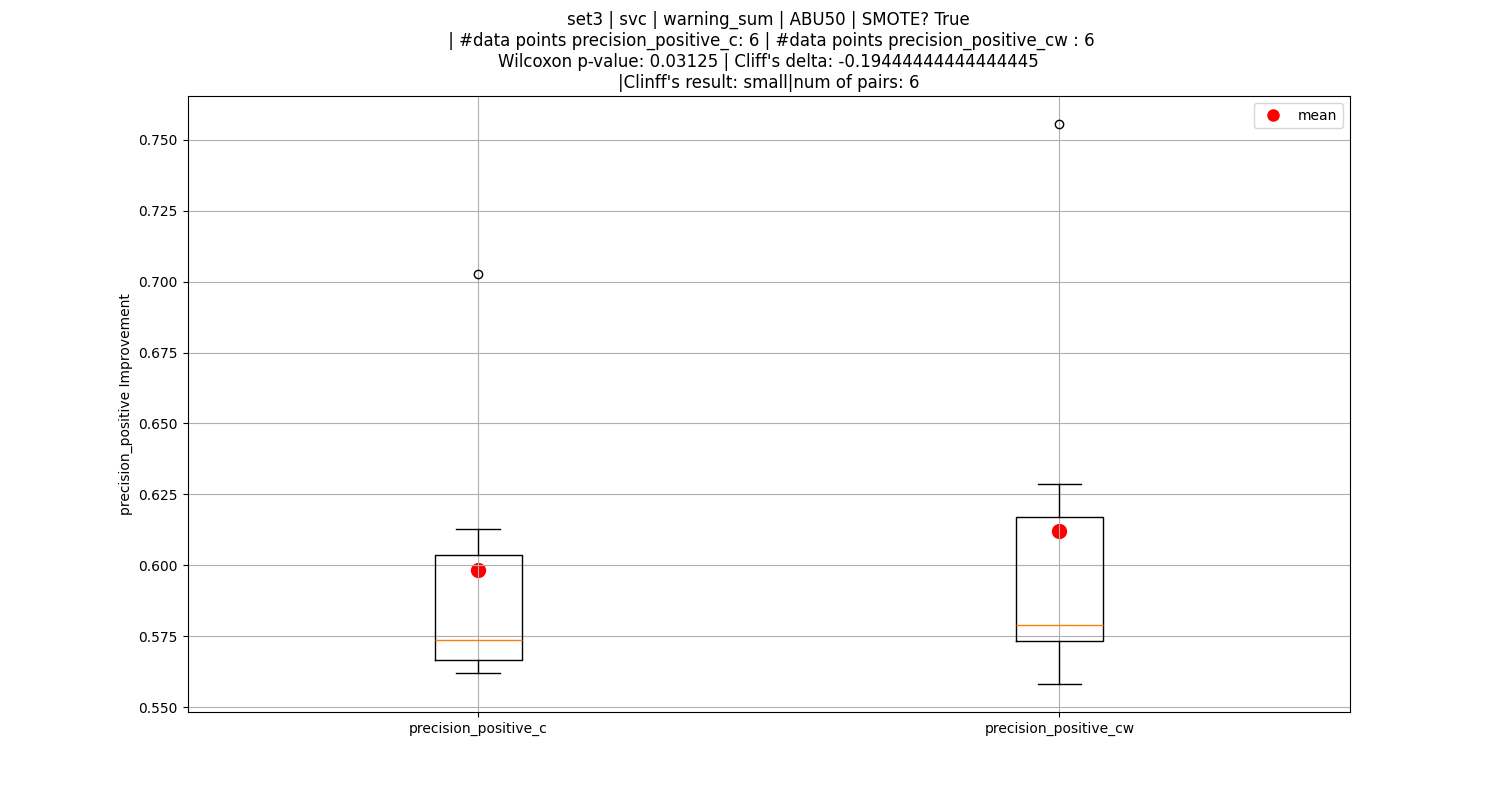 set3 | svc | warning_sum | ABU50 | SMOTE? True
| #data points precision_positive_c: 6 | #data points precision_positive_cw : 6
Wilcoxon p-value: 0.03125 | Cliff's delta: -0.19444444444444445
|Clinff's result: small|num of pairs: 6
mean
0.750
0.725
0.700
0.675
0.650
0.625
0.600
0.575
0.550
precision_positive Improvement
precision_positive_c
precision_positive_cw